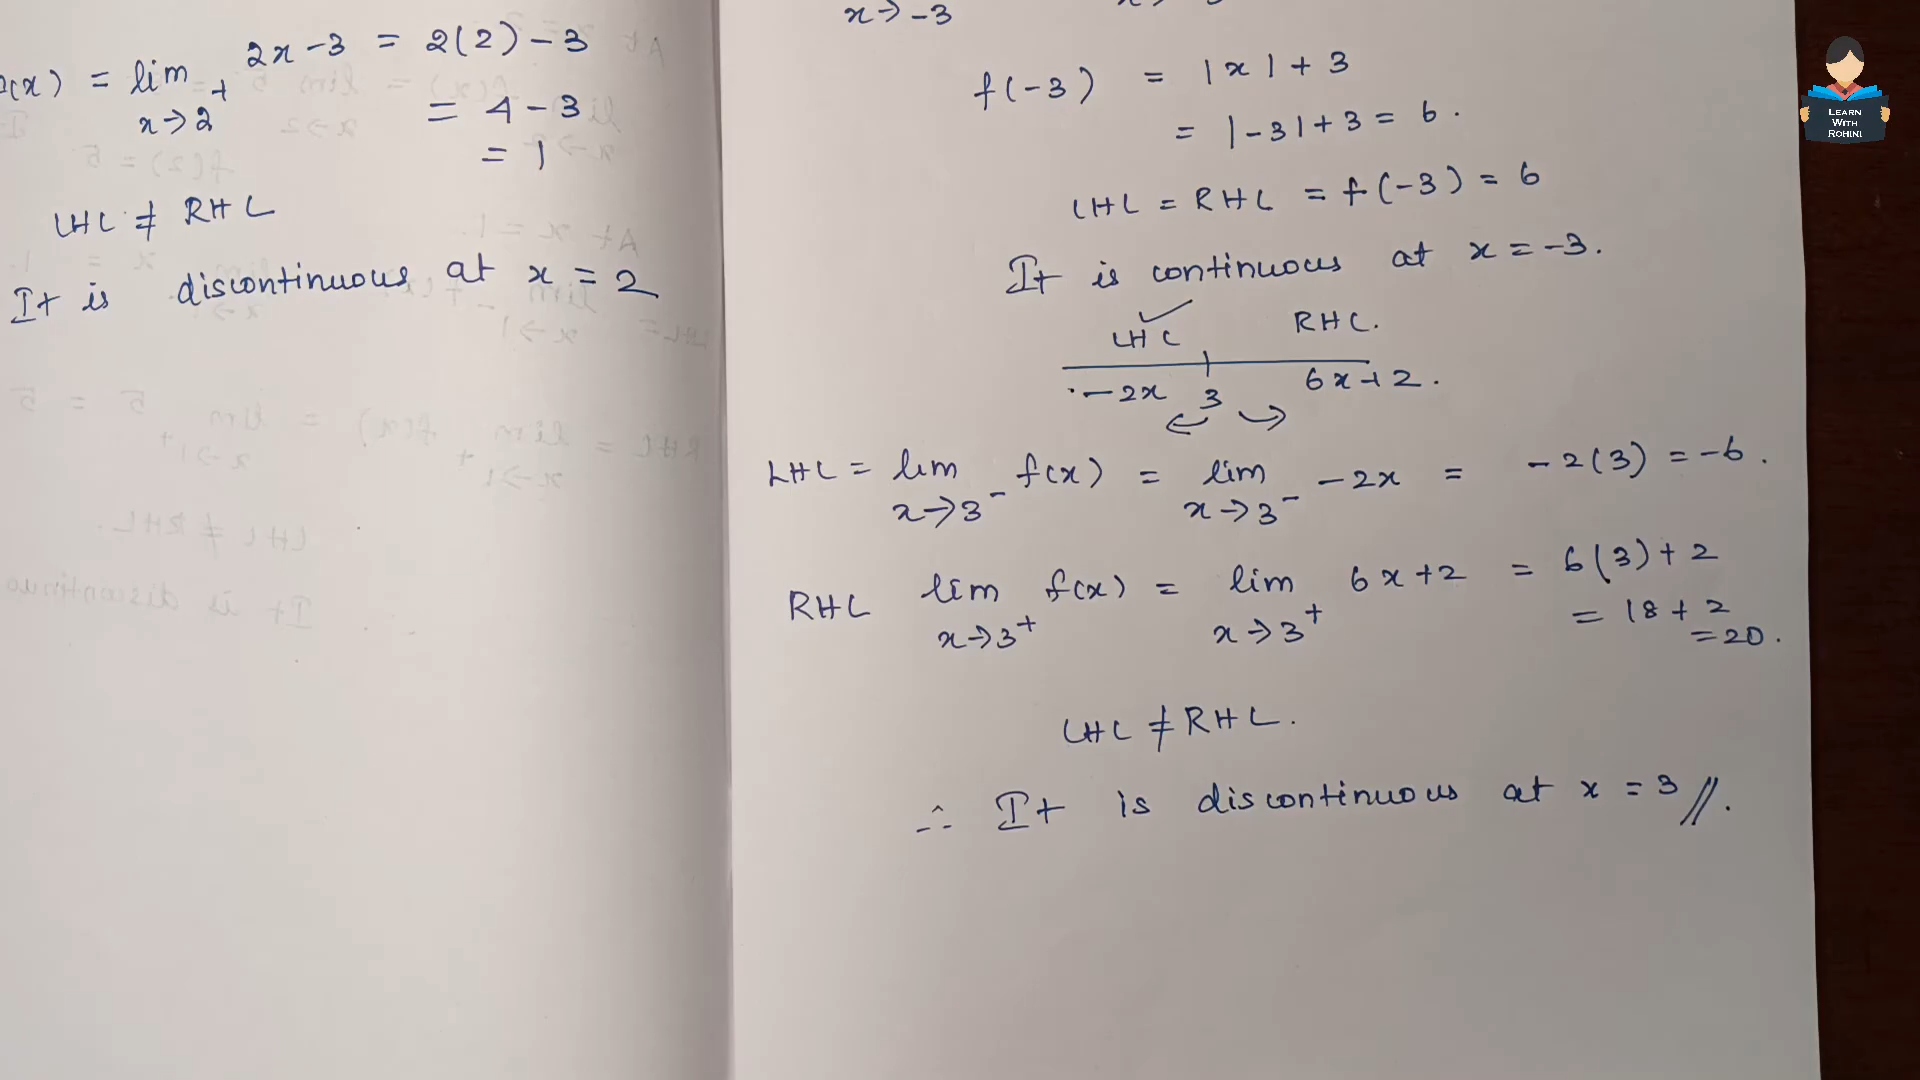 (x) = lim 2x - 3 = 2(2) - 3
x→2⁺ = 4 - 3
= 1
LHL ≠ RHL
It is discontinuous at x = 2
x→ -3
f(-3) = |x| + 3
= |-3| + 3 = 6.
LHL = RHL = f(-3) = 6
It is continuous at x = -3.
LHL RHL.
-2x 3 6x+2.
LHL = lim f(x) = lim -2x = -2(3) = -6.
x→3⁻ x→3⁻
RHL lim f(x) = lim 6x+2 = 6(3)+2
x→3⁺ x→3⁺ = 18+2
=20.
LHL ≠ RHL.
∴ It is discontinuous at x = 3 //.
LEARN
WITH
ROHINI